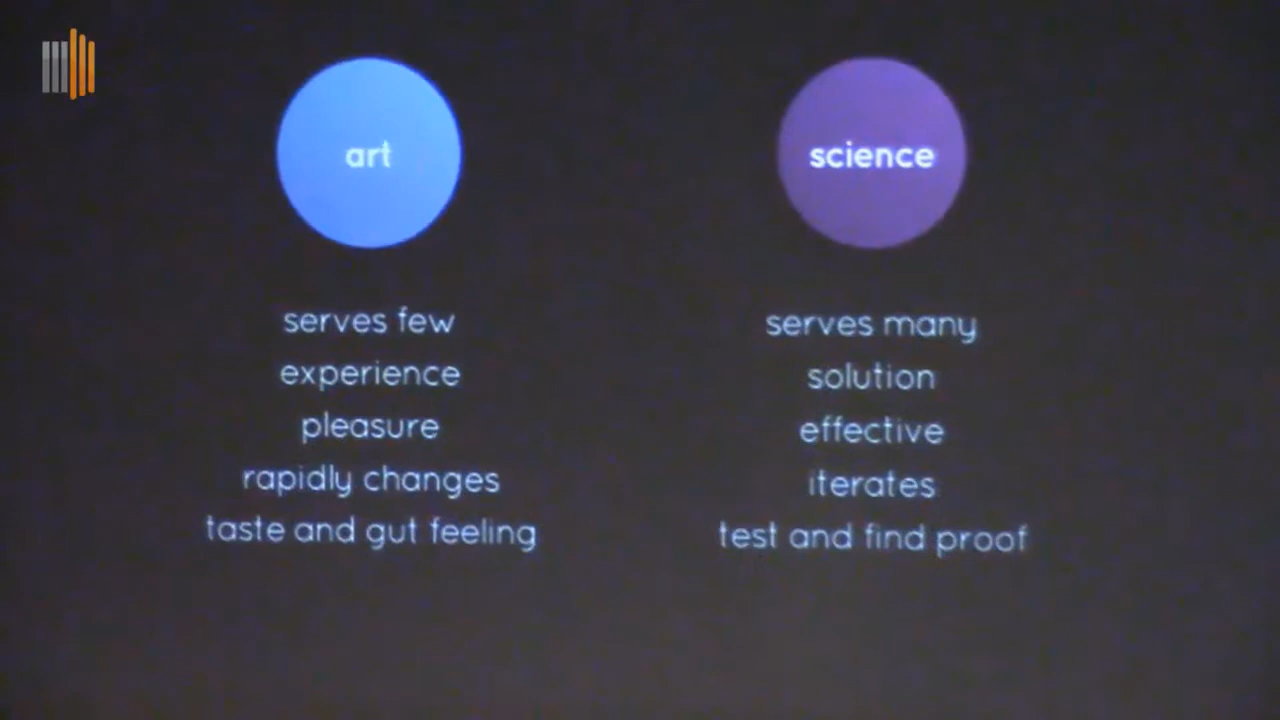 art
serves few
experience
pleasure
rapidly changes
taste and gut feeling
science
serves many
solution
effective
iterates
test and find proof